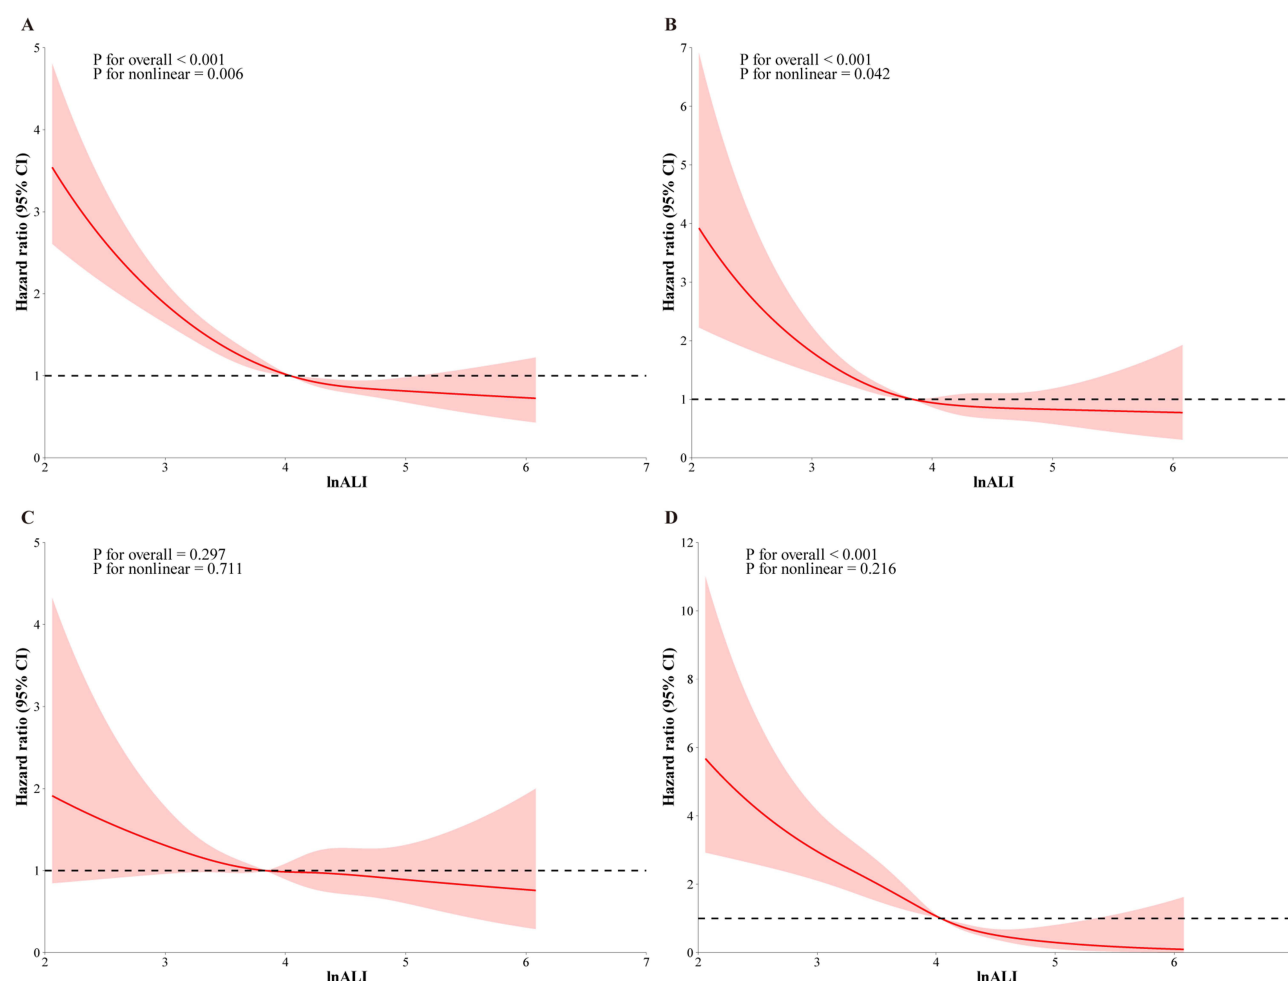 A
P for overall < 0.001
P for nonlinear = 0.006
Hazard ratio (95% CI)
5
4
3
2
1
0
2 3 4 5 6 7
lnALI
B
P for overall < 0.001
P for nonlinear = 0.042
Hazard ratio (95% CI)
7
6
5
4
3
2
1
0
2 3 4 5 6
lnALI
C
P for overall = 0.297
P for nonlinear = 0.711
Hazard ratio (95% CI)
5
4
3
2
1
0
2 3 4 5 6 7
lnALI
D
P for overall < 0.001
P for nonlinear = 0.216
Hazard ratio (95% CI)
12
10
8
6
4
2
0
2 3 4 5 6
lnALI